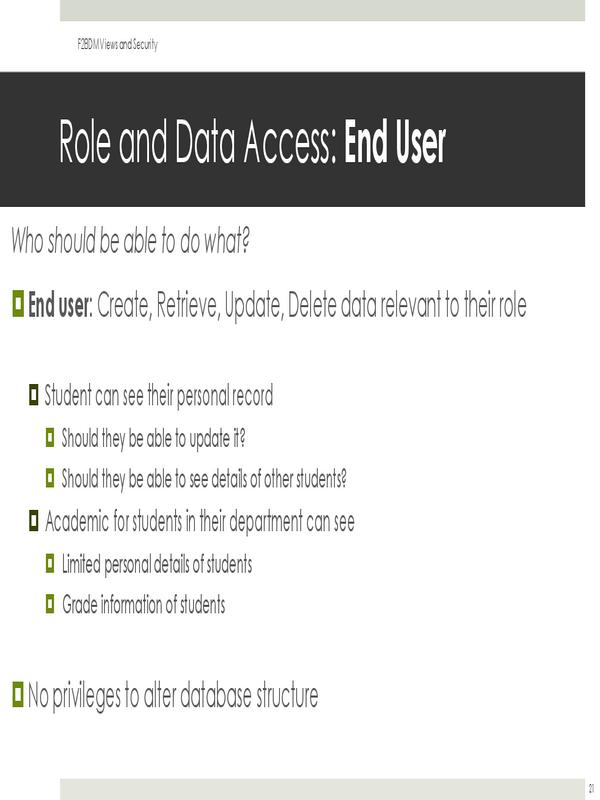 F2BDM Views and Security
Role and Data Access: End User
Who should be able to do what?
End user: Create, Retrieve, Update, Delete data relevant to their role
Student can see their personal record
Should they be able to update it?
Should they be able to see details of other students?
Academic for students in their department can see
Limited personal details of students
Grade information of students
No privileges to alter database structure